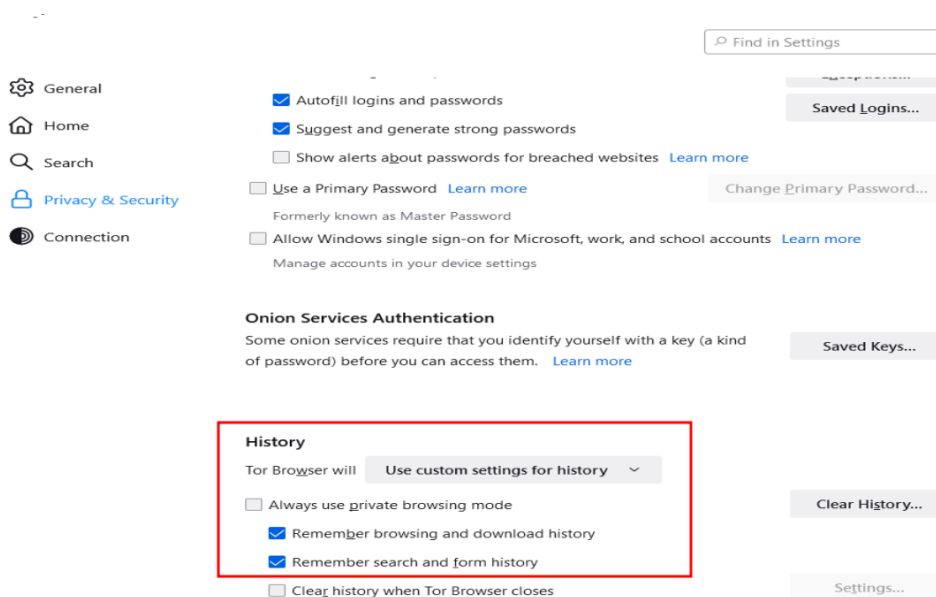 Find in Settings
General
Home
Search
Privacy & Security
Connection
Autofill logins and passwords
Saved Logins...
Suggest and generate strong passwords
Show alerts about passwords for breached websites Learn more
Use a Primary Password Learn more
Change Primary Password...
Formerly known as Master Password
Allow Windows single sign-on for Microsoft, work, and school accounts Learn more
Manage accounts in your device settings
Onion Services Authentication
Some onion services require that you identify yourself with a key (a kind
of password) before you can access them. Learn more
Saved Keys...
History
Tor Browser will Use custom settings for history
Always use private browsing mode
Clear History...
Remember browsing and download history
Remember search and form history
Clear history when Tor Browser closes
Settings...